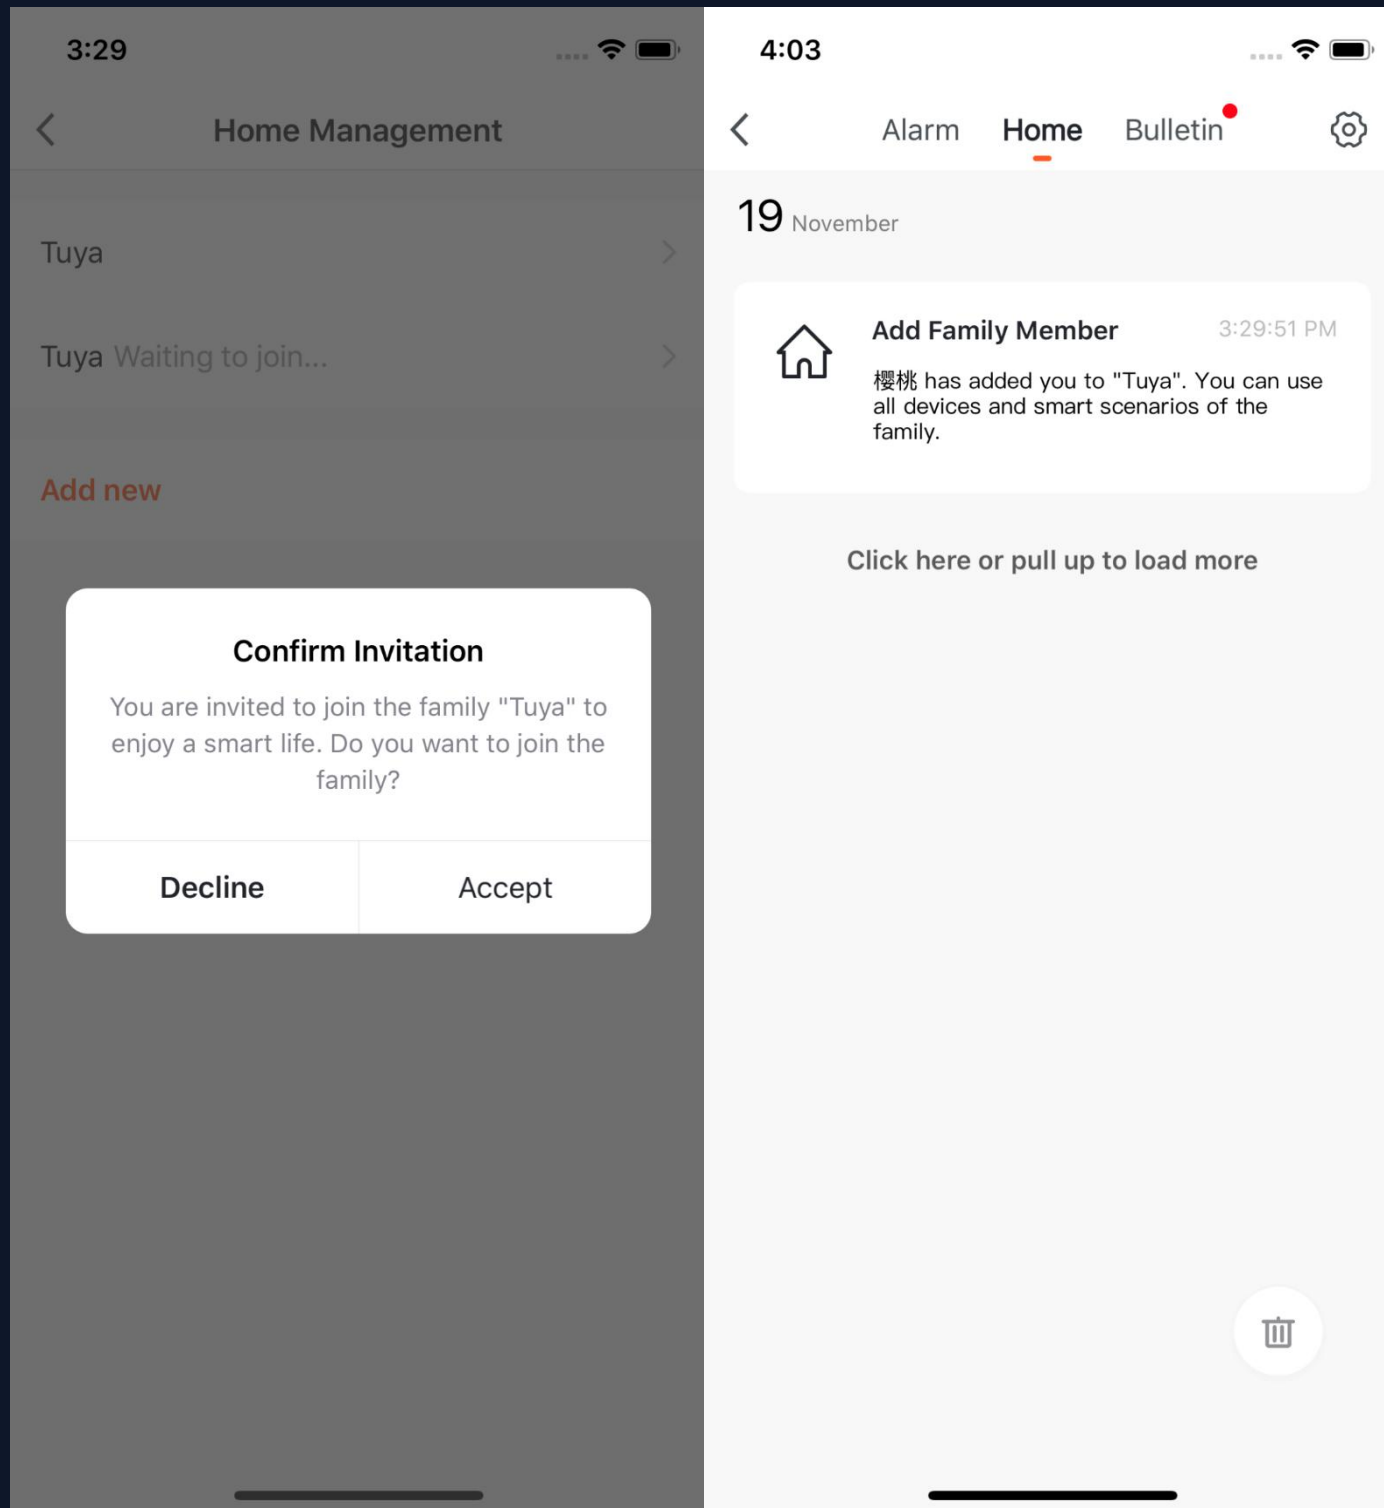 3:29
Home Management
Tuya
Tuya Waiting to join...
Add new
Confirm Invitation
You are invited to join the family "Tuya" to
enjoy a smart life. Do you want to join the
family?
Decline
Accept
4:03
Alarm
Home
Bulletin
19 November
Add Family Member
3:29:51 PM
樱桃 has added you to "Tuya". You can use
all devices and smart scenarios of the
family.
Click here or pull up to load more